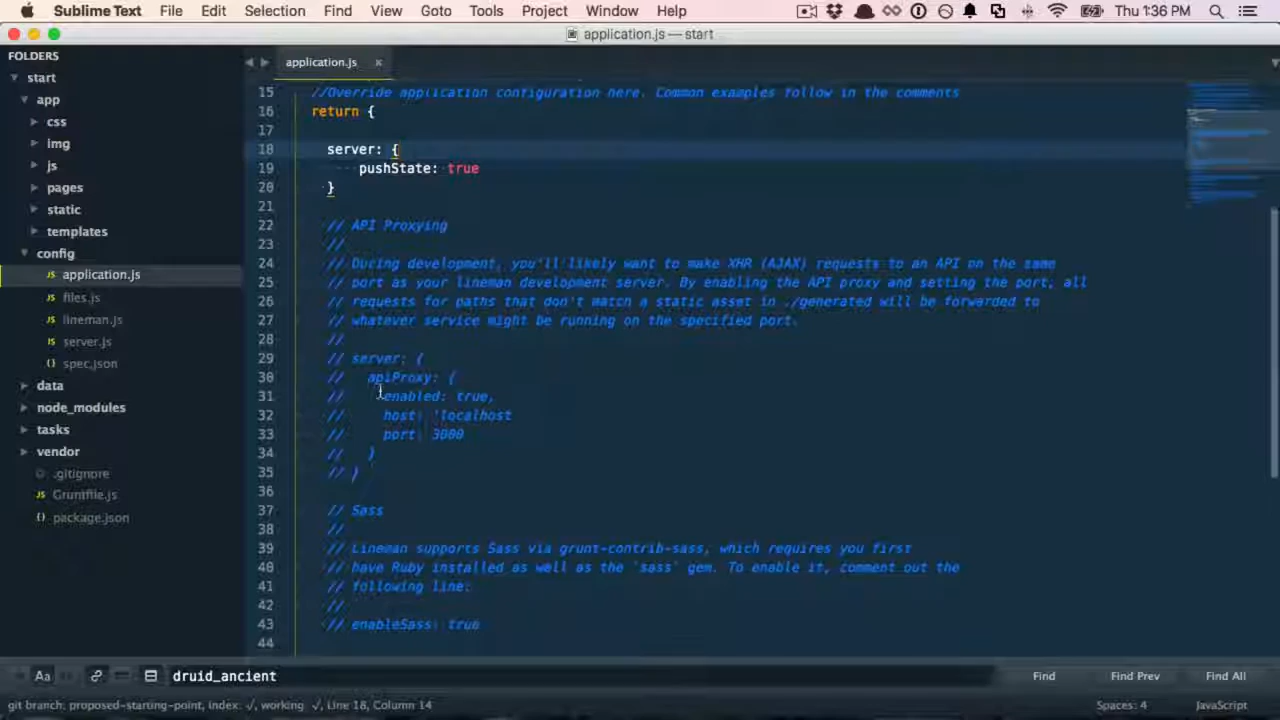 Sublime Text File Edit Selection Find View Goto Tools Project Window Help Thu 1:36 PM
application.js — start
FOLDERS
start
app
css
img
js
pages
static
templates
config
JS application.js
JS files.js
JS lineman.js
JS server.js
{} spec.json
data
node_modules
tasks
vendor
.gitignore
JS Gruntfile.js
{} package.json
application.js ×
15 //Override application configuration here. Common examples follow in the comments
16 return {
17
18 server: {
19 pushState: true
20 }
21
22 // API Proxying
23 //
24 // During development, you'll likely want to make XHR (AJAX) requests to an API on the same
25 // port as your lineman development server. By enabling the API proxy and setting the port, all
26 // requests for paths that don't match a static asset in ./generated will be forwarded to
27 // whatever service might be running on the specified port.
28 //
29 // server: {
30 // apiProxy: {
31 // enabled: true,
32 // host: 'localhost
33 // port: 3000
34 // }
35 // }
36
37 // Sass
38 //
39 // Lineman supports Sass via grunt-contrib-sass, which requires you first
40 // have Ruby installed as well as the `sass` gem. To enable it, comment out the
41 // following line:
42 //
43 // enableSass: true
44
Aa druid_ancient Find Find Prev Find All
git branch: proposed-starting-point, index: √, working: √, Line 18, Column 14 Spaces: 4 JavaScript